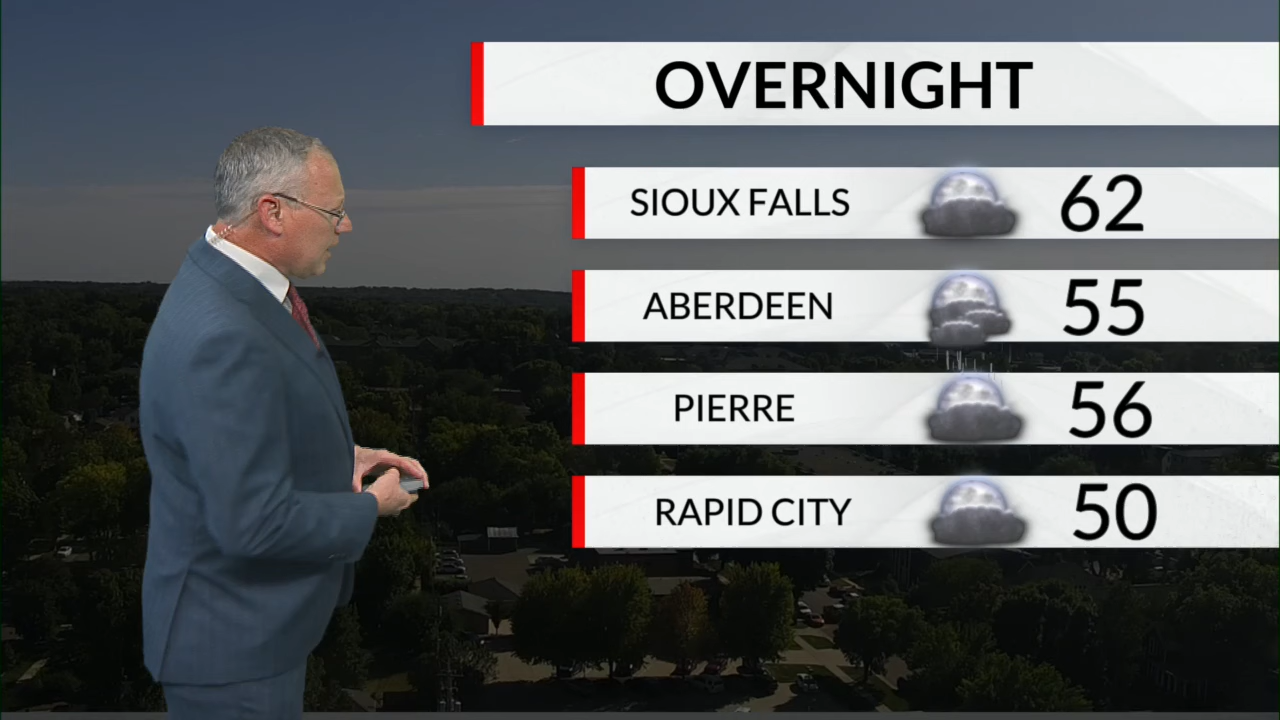 OVERNIGHT
SIOUX FALLS 62
ABERDEEN 55
PIERRE 56
RAPID CITY 50